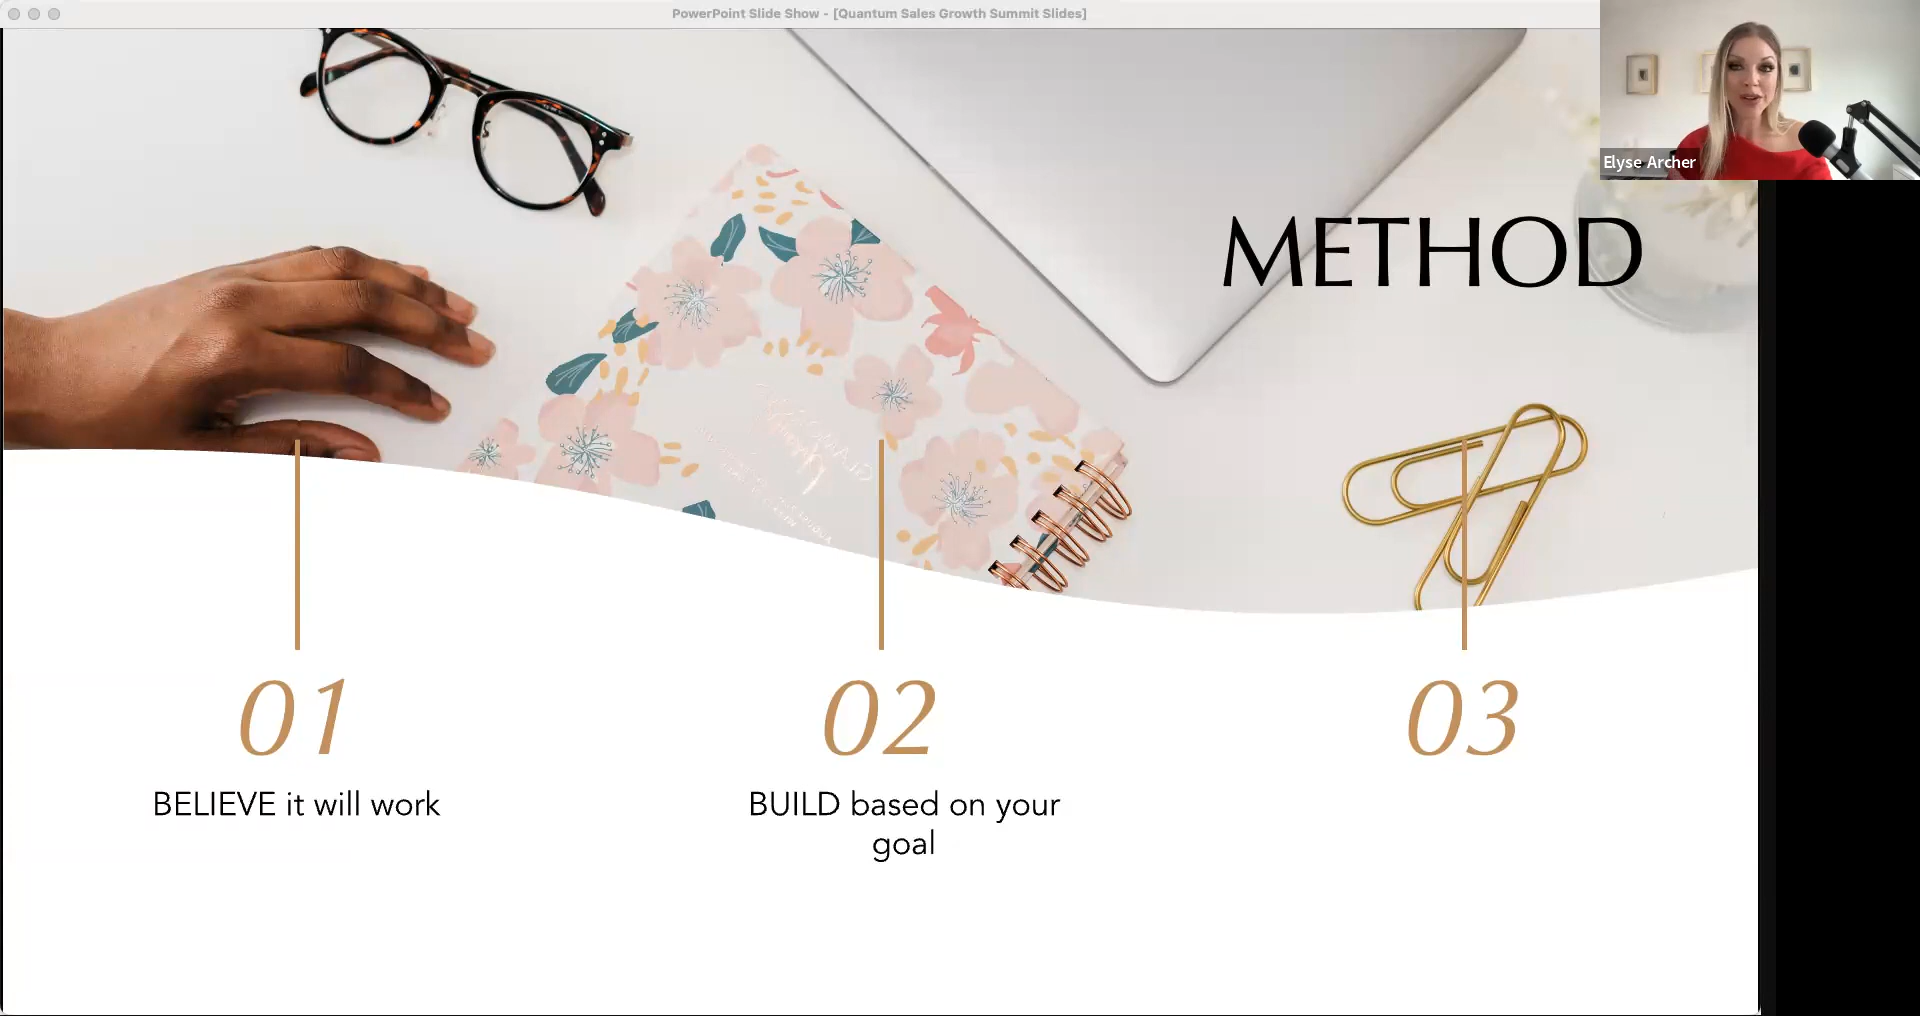 PowerPoint Slide Show - [Quantum Sales Growth Summit Slides]
Elyse Archer
METHOD
01
02
03
BELIEVE it will work
BUILD based on your
goal